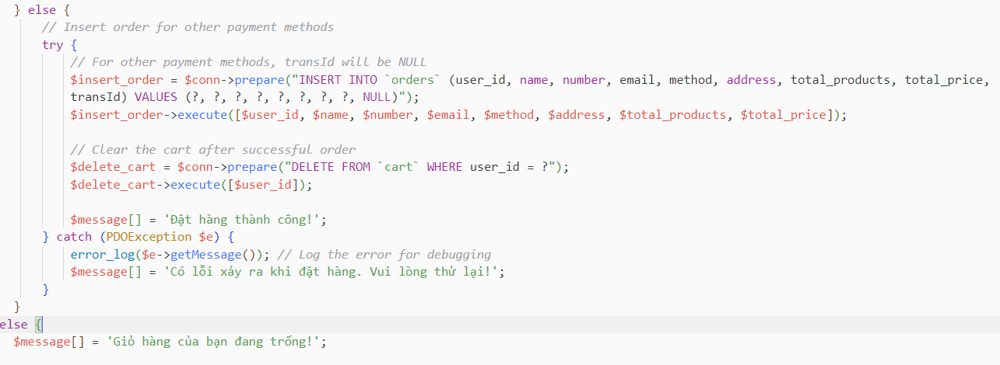 } else {
// Insert order for other payment methods
try {
// For other payment methods, transId will be NULL
$insert_order = $conn->prepare("INSERT INTO `orders` (user_id, name, number, email, method, address, total_products, total_price,
transId) VALUES (?, ?, ?, ?, ?, ?, ?, ?, NULL)");
$insert_order->execute([$user_id, $name, $number, $email, $method, $address, $total_products, $total_price]);
// Clear the cart after successful order
$delete_cart = $conn->prepare("DELETE FROM `cart` WHERE user_id = ?");
$delete_cart->execute([$user_id]);
$message[] = 'Đặt hàng thành công!';
} catch (PDOException $e) {
error_log($e->getMessage()); // Log the error for debugging
$message[] = 'Có lỗi xảy ra khi đặt hàng. Vui lòng thử lại!';
}
}
else {
$message[] = 'Giỏ hàng của bạn đang trống!';